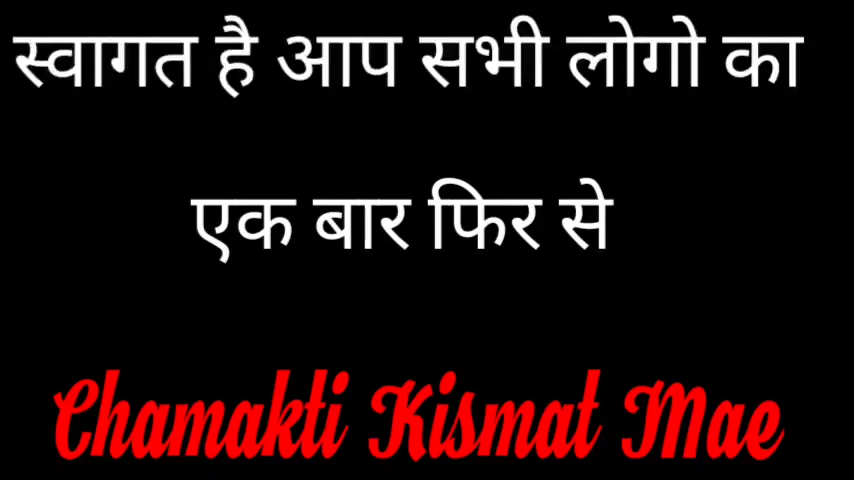 स्वागत है आप सभी लोगो का
एक बार फिर से
Chamakti Kismat Mae